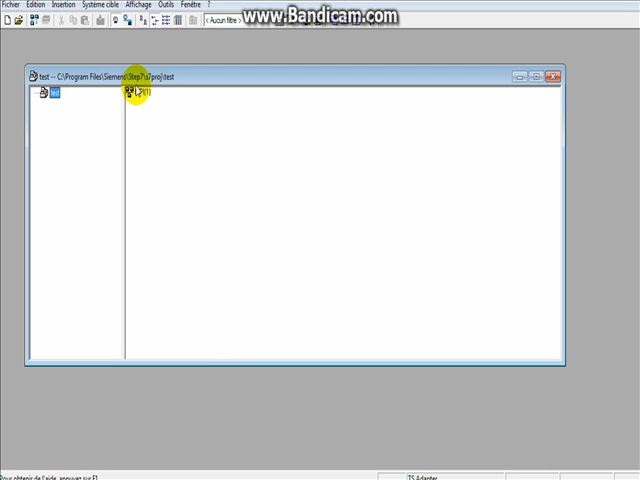 Fichier Edition Insertion Système cible Affichage Outils Fenêtre ?
www.Bandicam.com
< Aucun filtre >
test -- C:\Program Files\Siemens\Step7\s7proj\test
test
Pour obtenir de l'aide, appuyez sur F1.
TS Adapter